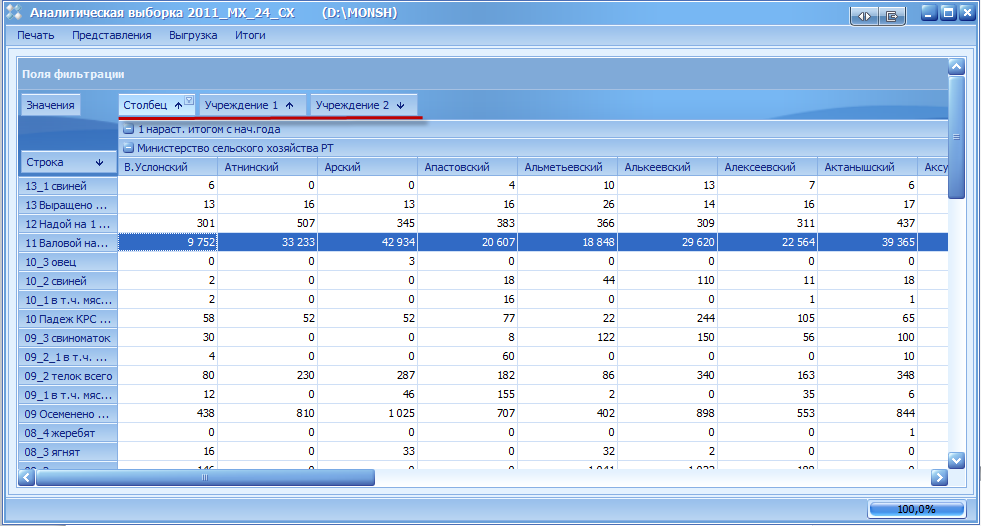 Аналитическая выборка 2011_МХ_24_СХ (D:\MONSH)
Печать Представления Выгрузка Итоги
Поля фильтрации
Значения Столбец Учреждение 1 Учреждение 2
1 нараст. итогом с нач.года
Министерство сельского хозяйства РТ
Строка В.Услонский Атнинский Арский Апастовский Альметьевский Алькеевский Алексеевский Актанышский Аксу
13_1 свиней 6 0 0 4 10 13 7 6
13 Выращено ... 13 16 13 16 26 14 16 17
12 Надой на 1 ... 301 507 345 383 366 309 311 437
11 Валовой на... 9 752 33 233 42 934 20 607 18 848 29 620 22 564 39 365
10_3 овец 0 0 3 0 0 0 0 0
10_2 свиней 2 0 0 18 44 110 11 18
10_1 в т.ч. мяс... 2 0 0 16 0 0 1 1
10 Падеж КРС ... 58 52 52 77 22 244 105 65
09_3 свиноматок 30 0 0 8 122 150 56 100
09_2_1 в т.ч. ... 4 0 0 60 0 0 0 10
09_2 телок всего 80 230 287 182 86 340 163 348
09_1 в т.ч. мяс... 12 0 46 155 2 0 35 6
09 Осеменено ... 438 810 1 025 707 402 898 553 844
08_4 жеребят 0 0 0 0 0 0 0 1
08_3 ягнят 16 0 33 0 32 2 0 0
100,0%